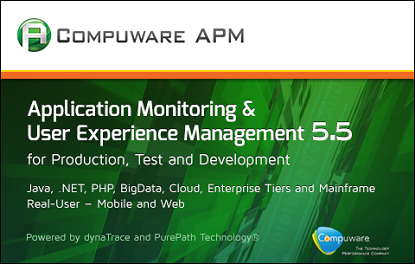 COMPUWARE APM
Application Monitoring &
User Experience Management 5.5
for Production, Test and Development
Java, .NET, PHP, BigData, Cloud, Enterprise Tiers and Mainframe
Real-User – Mobile and Web
Powered by dynaTrace and PurePath Technology®
Compuware
THE TECHNOLOGY
PERFORMANCE COMPANY